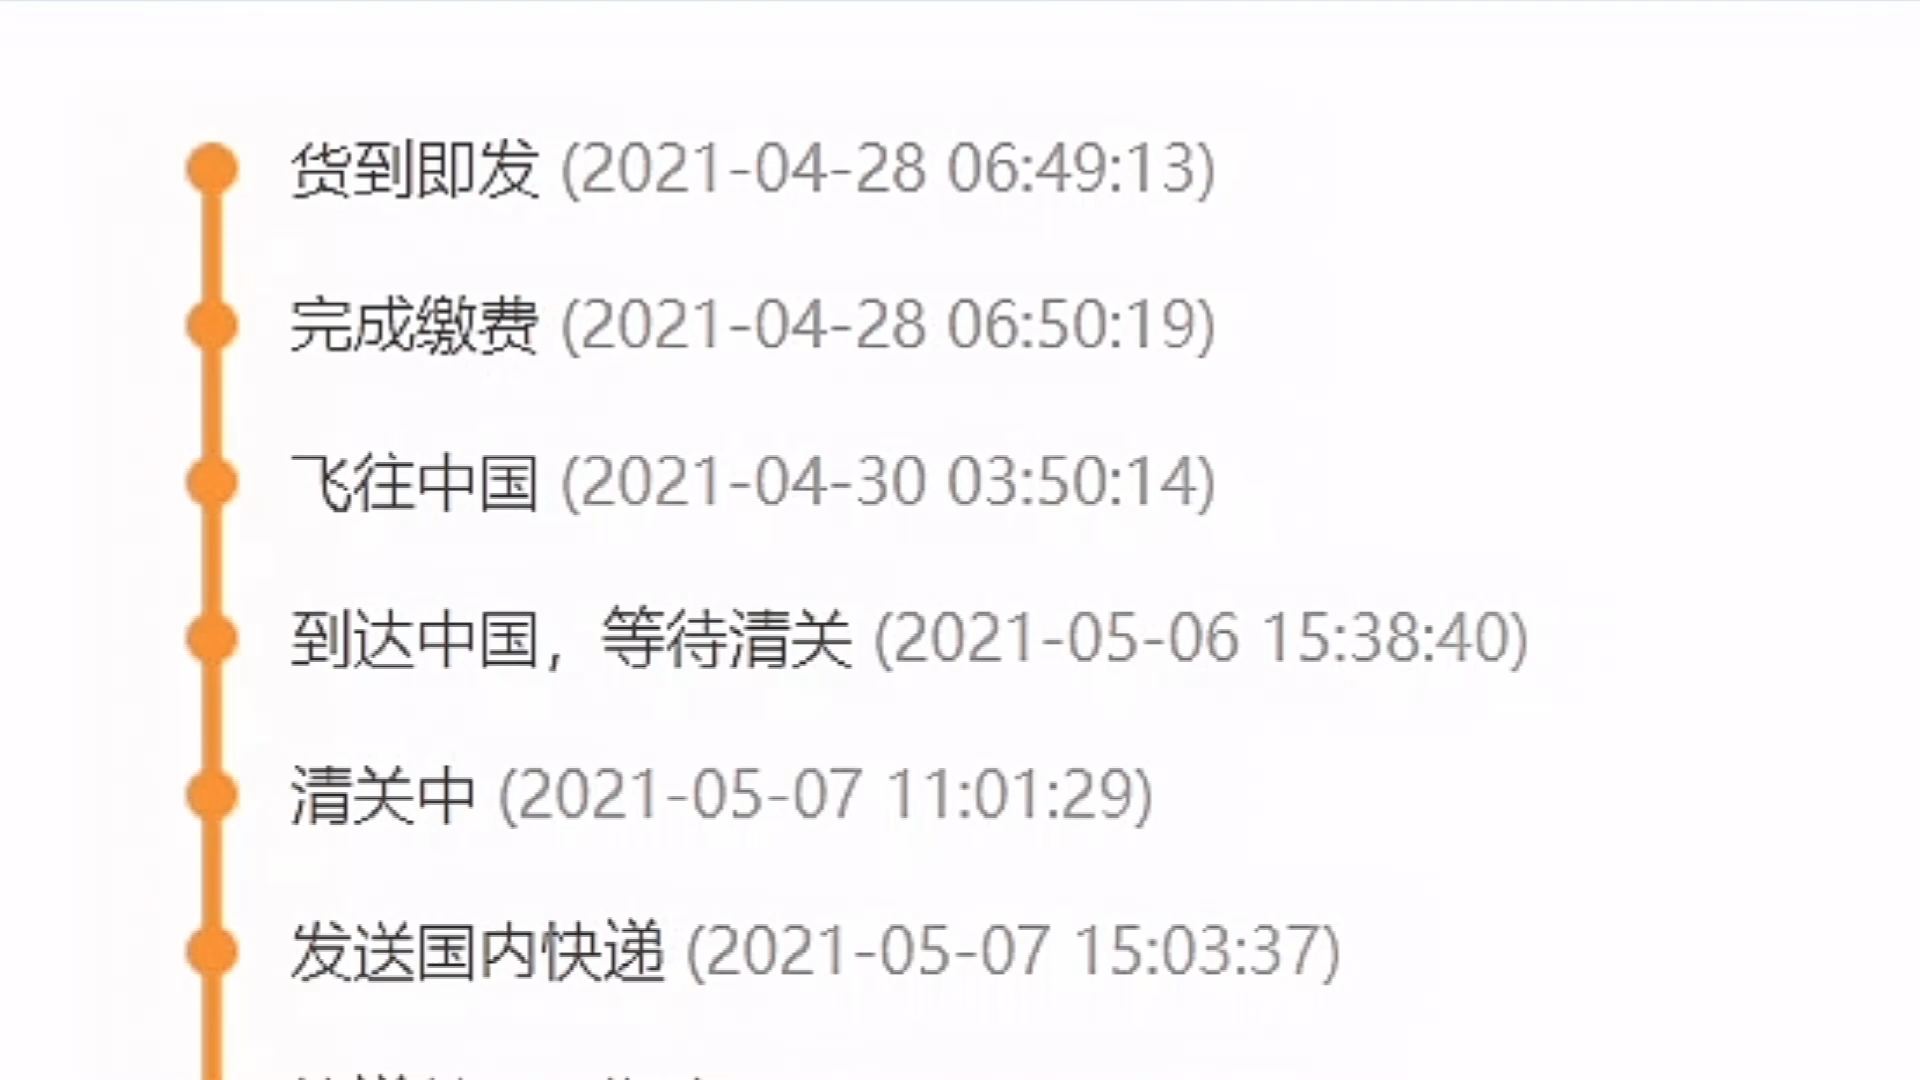 货到即发 (2021-04-28 06:49:13)
完成缴费 (2021-04-28 06:50:19)
飞往中国 (2021-04-30 03:50:14)
到达中国，等待清关 (2021-05-06 15:38:40)
清关中 (2021-05-07 11:01:29)
发送国内快递 (2021-05-07 15:03:37)